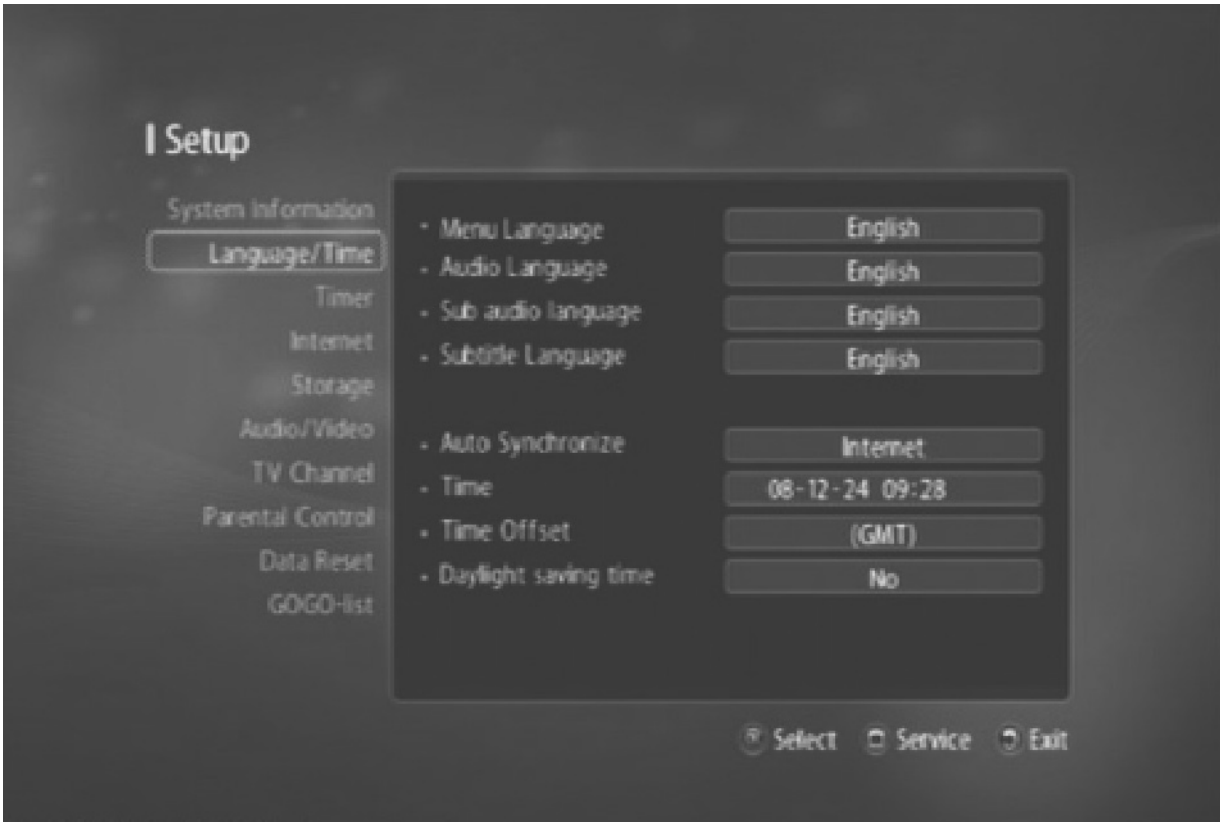 Setup
System Information
Language/Time
Timer
Internet
Storage
Audio/Video
TV Channel
Parental Control
Data Reset
GOGO-list
Menu Language English
Audio Language English
Sub audio language English
Subtitle Language English
Auto Synchronize Internet
Time 08-12-24 09:28
Time Offset (GMT)
Daylight saving time No
Select Service Exit